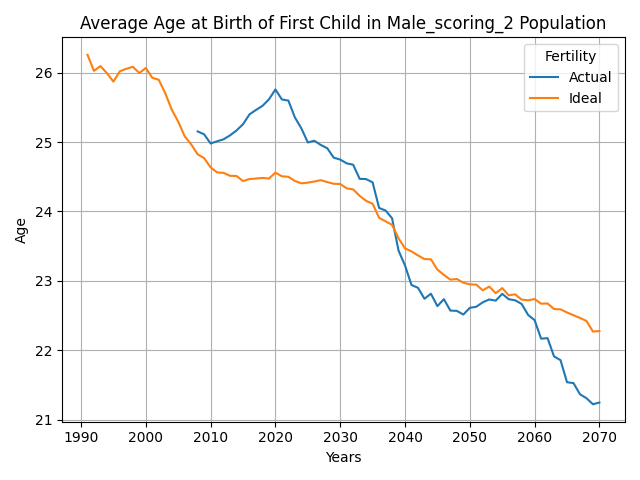 Average Age at Birth of First Child in Male_scoring_2 Population
Fertility
Actual
Ideal
26
25
24
23
22
21
Age
1990 2000 2010 2020 2030 2040 2050 2060 2070
Years